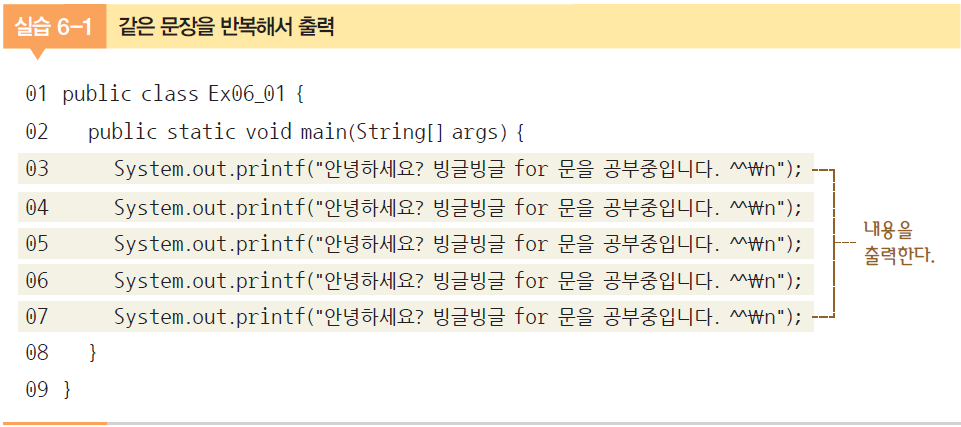 실습 6-1 같은 문장을 반복해서 출력
01 public class Ex06_01 {
02 public static void main(String[] args) {
03 System.out.printf("안녕하세요? 빙글빙글 for 문을 공부중입니다. ^^₩n");
04 System.out.printf("안녕하세요? 빙글빙글 for 문을 공부중입니다. ^^₩n");
05 System.out.printf("안녕하세요? 빙글빙글 for 문을 공부중입니다. ^^₩n");
06 System.out.printf("안녕하세요? 빙글빙글 for 문을 공부중입니다. ^^₩n");
07 System.out.printf("안녕하세요? 빙글빙글 for 문을 공부중입니다. ^^₩n");
내용을
출력한다.
08 }
09 }